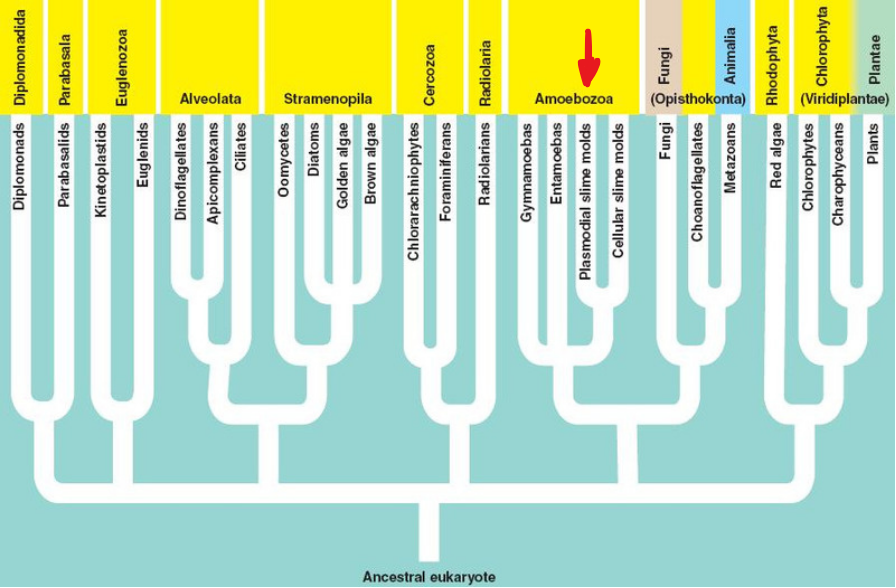 Diplomonadida
Parabasala
Euglenozoa
Alveolata
Stramenopila
Cercozoa
Radiolaria
Amoebozoa
Fungi
(Opisthokonta)
Animalia
Rhodophyta
Chlorophyta
(Viridiplantae)
Plantae
Diplomonads
Parabasalids
Kinetoplastids
Euglenids
Dinoflagellates
Apicomplexans
Ciliates
Oomycetes
Diatoms
Golden algae
Brown algae
Chlorarachniophytes
Foraminiferans
Radiolarians
Gymnamoebas
Entamoebas
Plasmodial slime molds
Cellular slime molds
Fungi
Choanoflagellates
Metazoans
Red algae
Chlorophytes
Charophyceans
Plants
Ancestral eukaryote